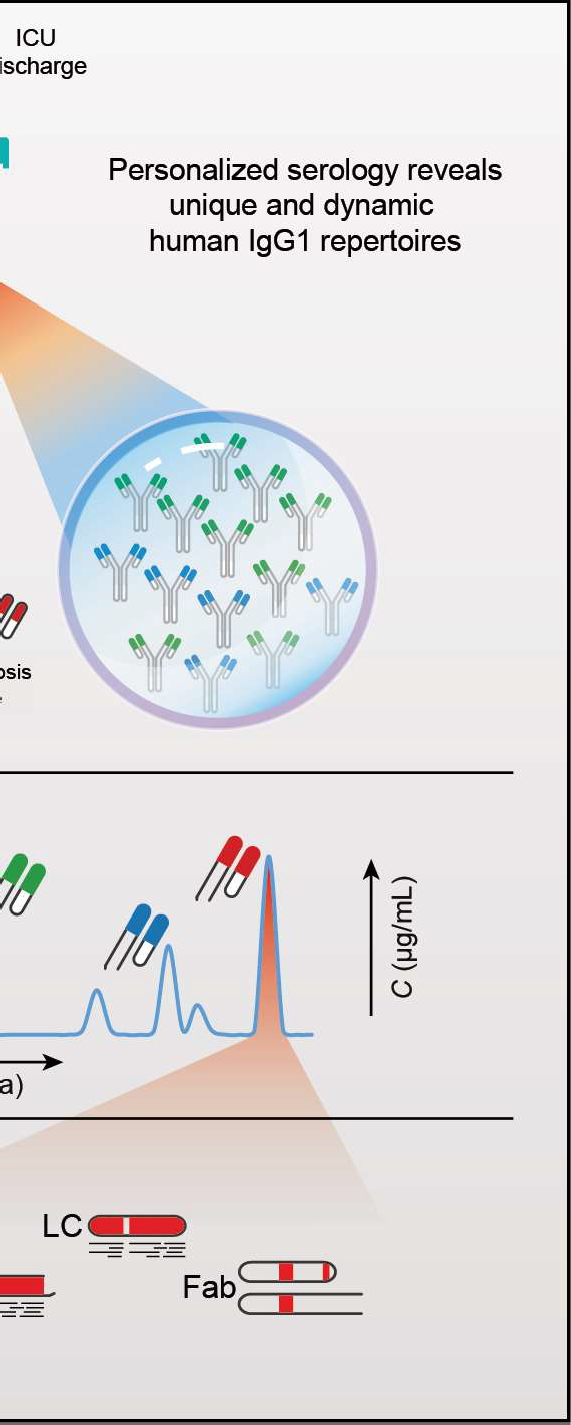 ICU
ischarge
Personalized serology reveals
unique and dynamic
human IgG1 repertoires
osis
C (µg/mL)
a)
LC
Fab